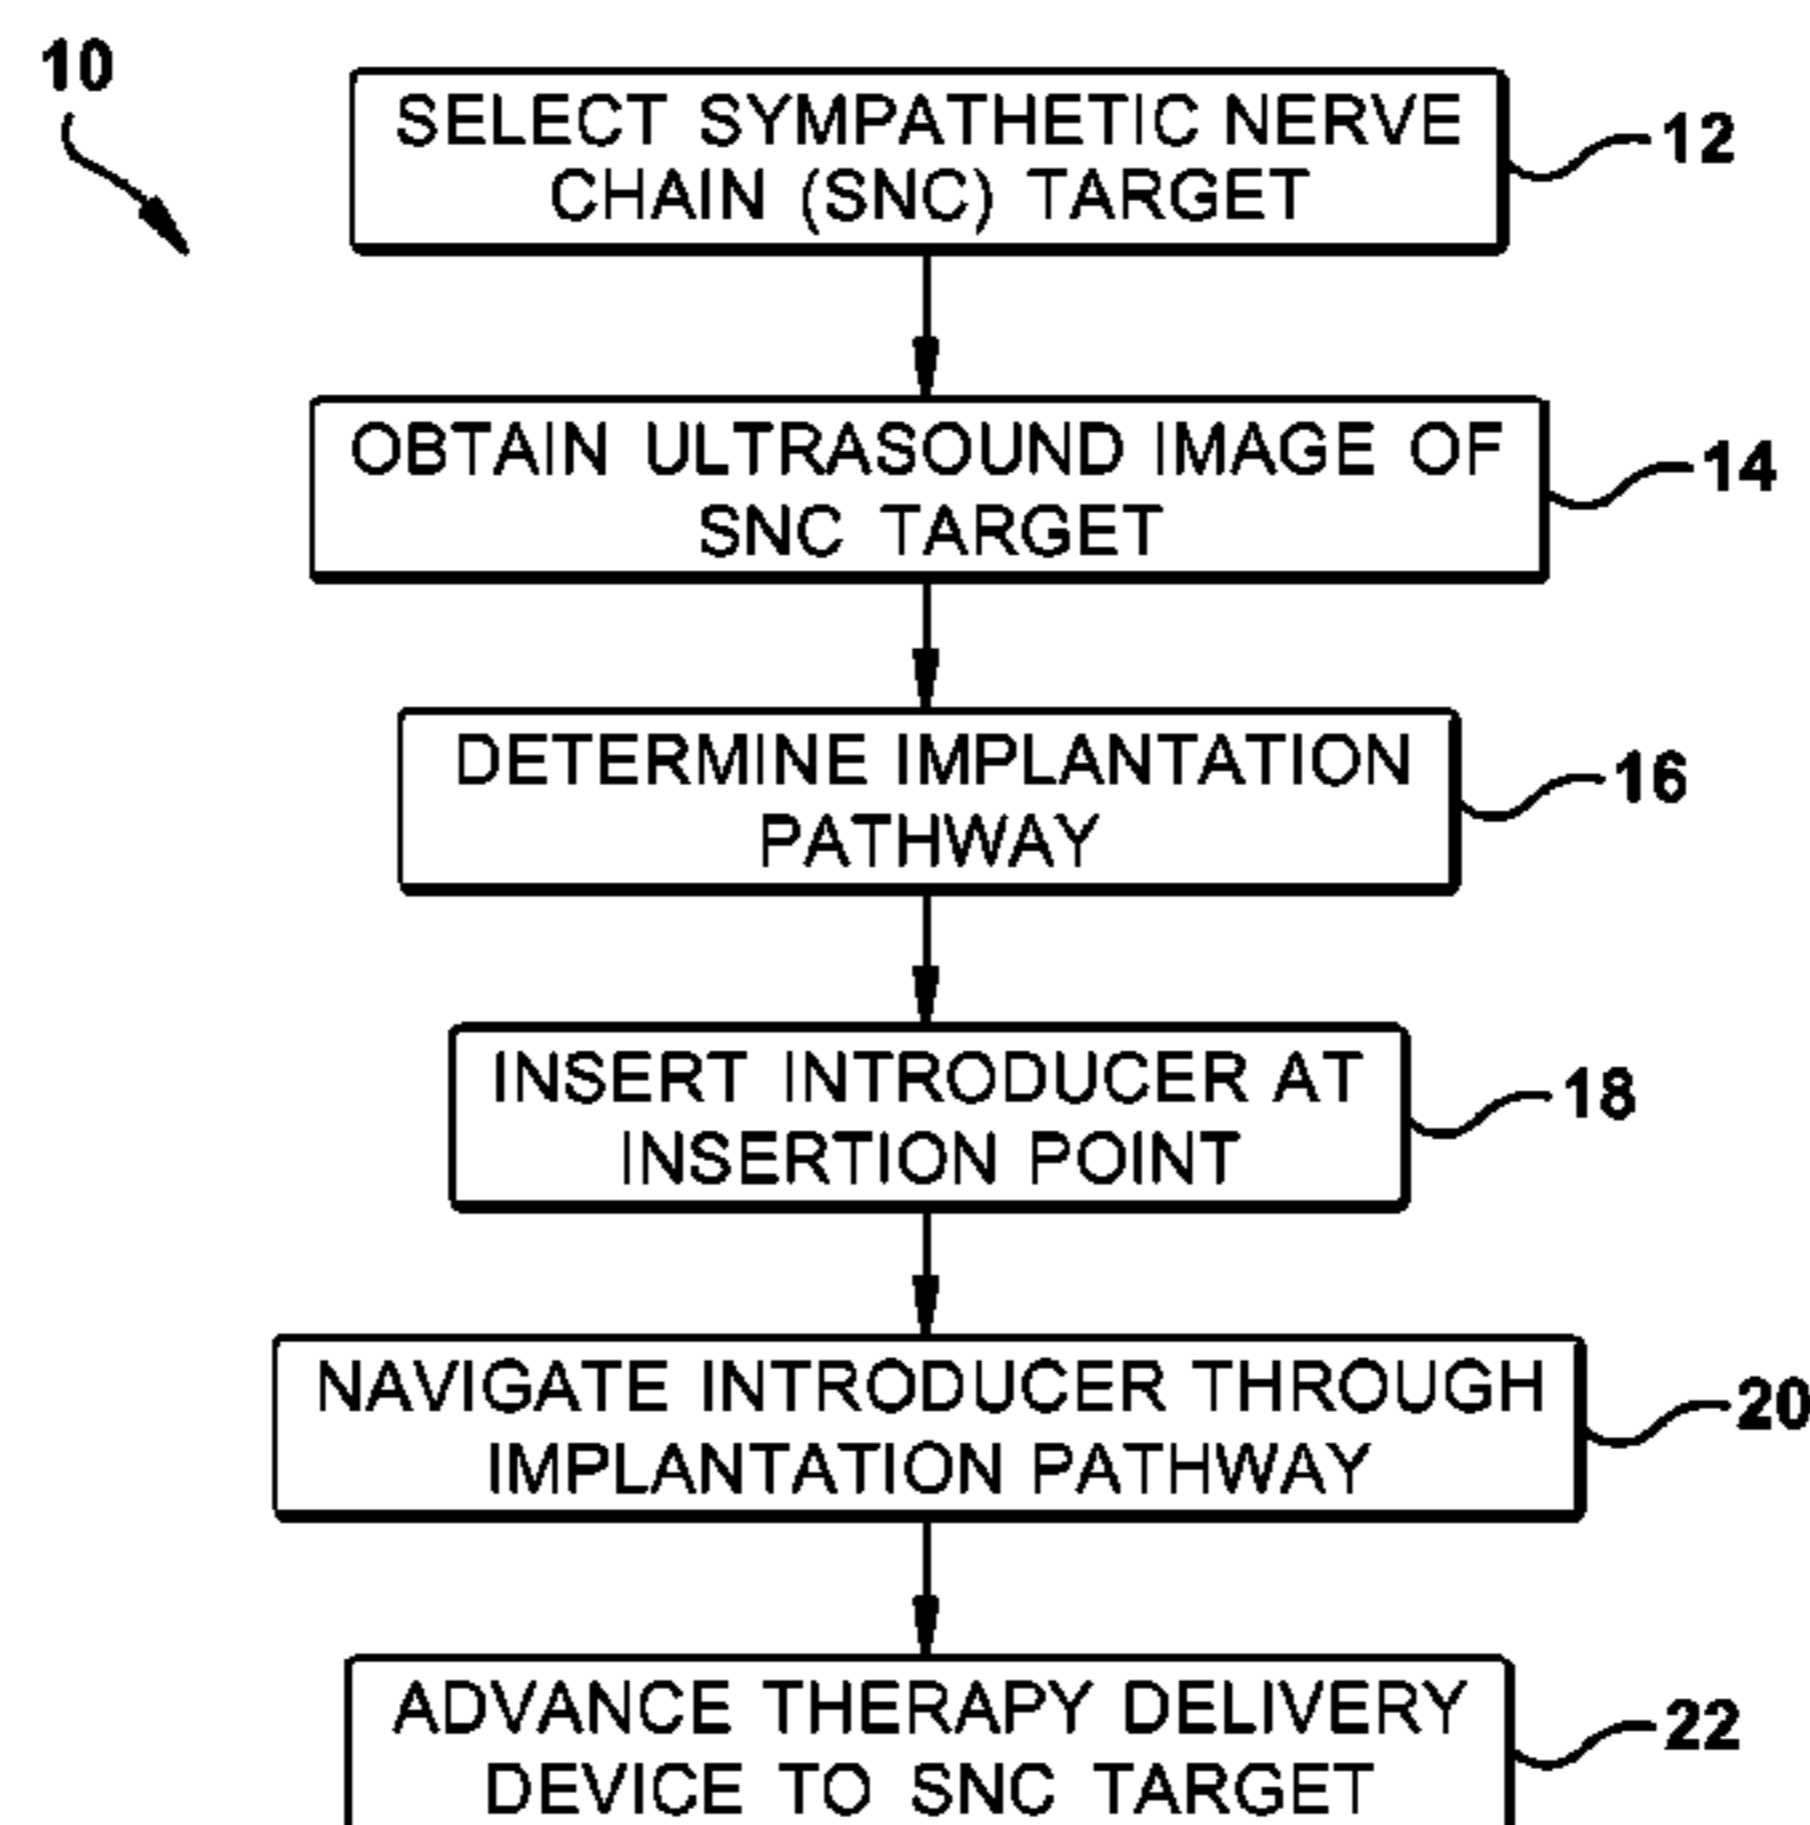 10
SELECT SYMPATHETIC NERVE
CHAIN (SNC) TARGET
12
OBTAIN ULTRASOUND IMAGE OF
SNC TARGET
14
DETERMINE IMPLANTATION
PATHWAY
16
INSERT INTRODUCER AT
INSERTION POINT
18
NAVIGATE INTRODUCER THROUGH
IMPLANTATION PATHWAY
20
ADVANCE THERAPY DELIVERY
DEVICE TO SNC TARGET
22